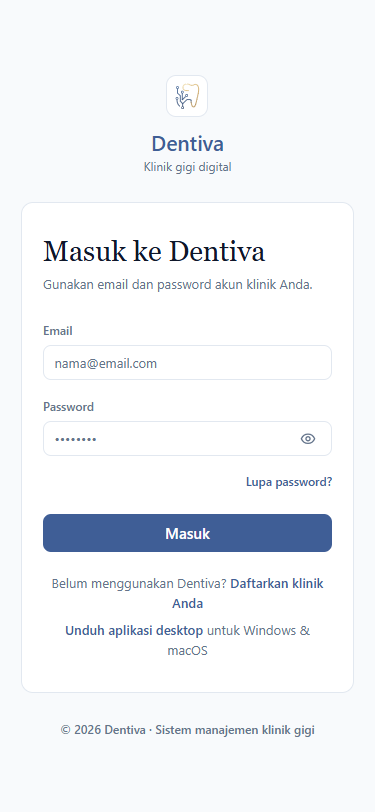 Dentiva
Klinik gigi digital
Masuk ke Dentiva
Gunakan email dan password akun klinik Anda.
Email
nama@email.com
Password
••••••••
Lupa password?
Masuk
Belum menggunakan Dentiva? Daftarkan klinik
Anda
Unduh aplikasi desktop untuk Windows &
macOS
© 2026 Dentiva · Sistem manajemen klinik gigi